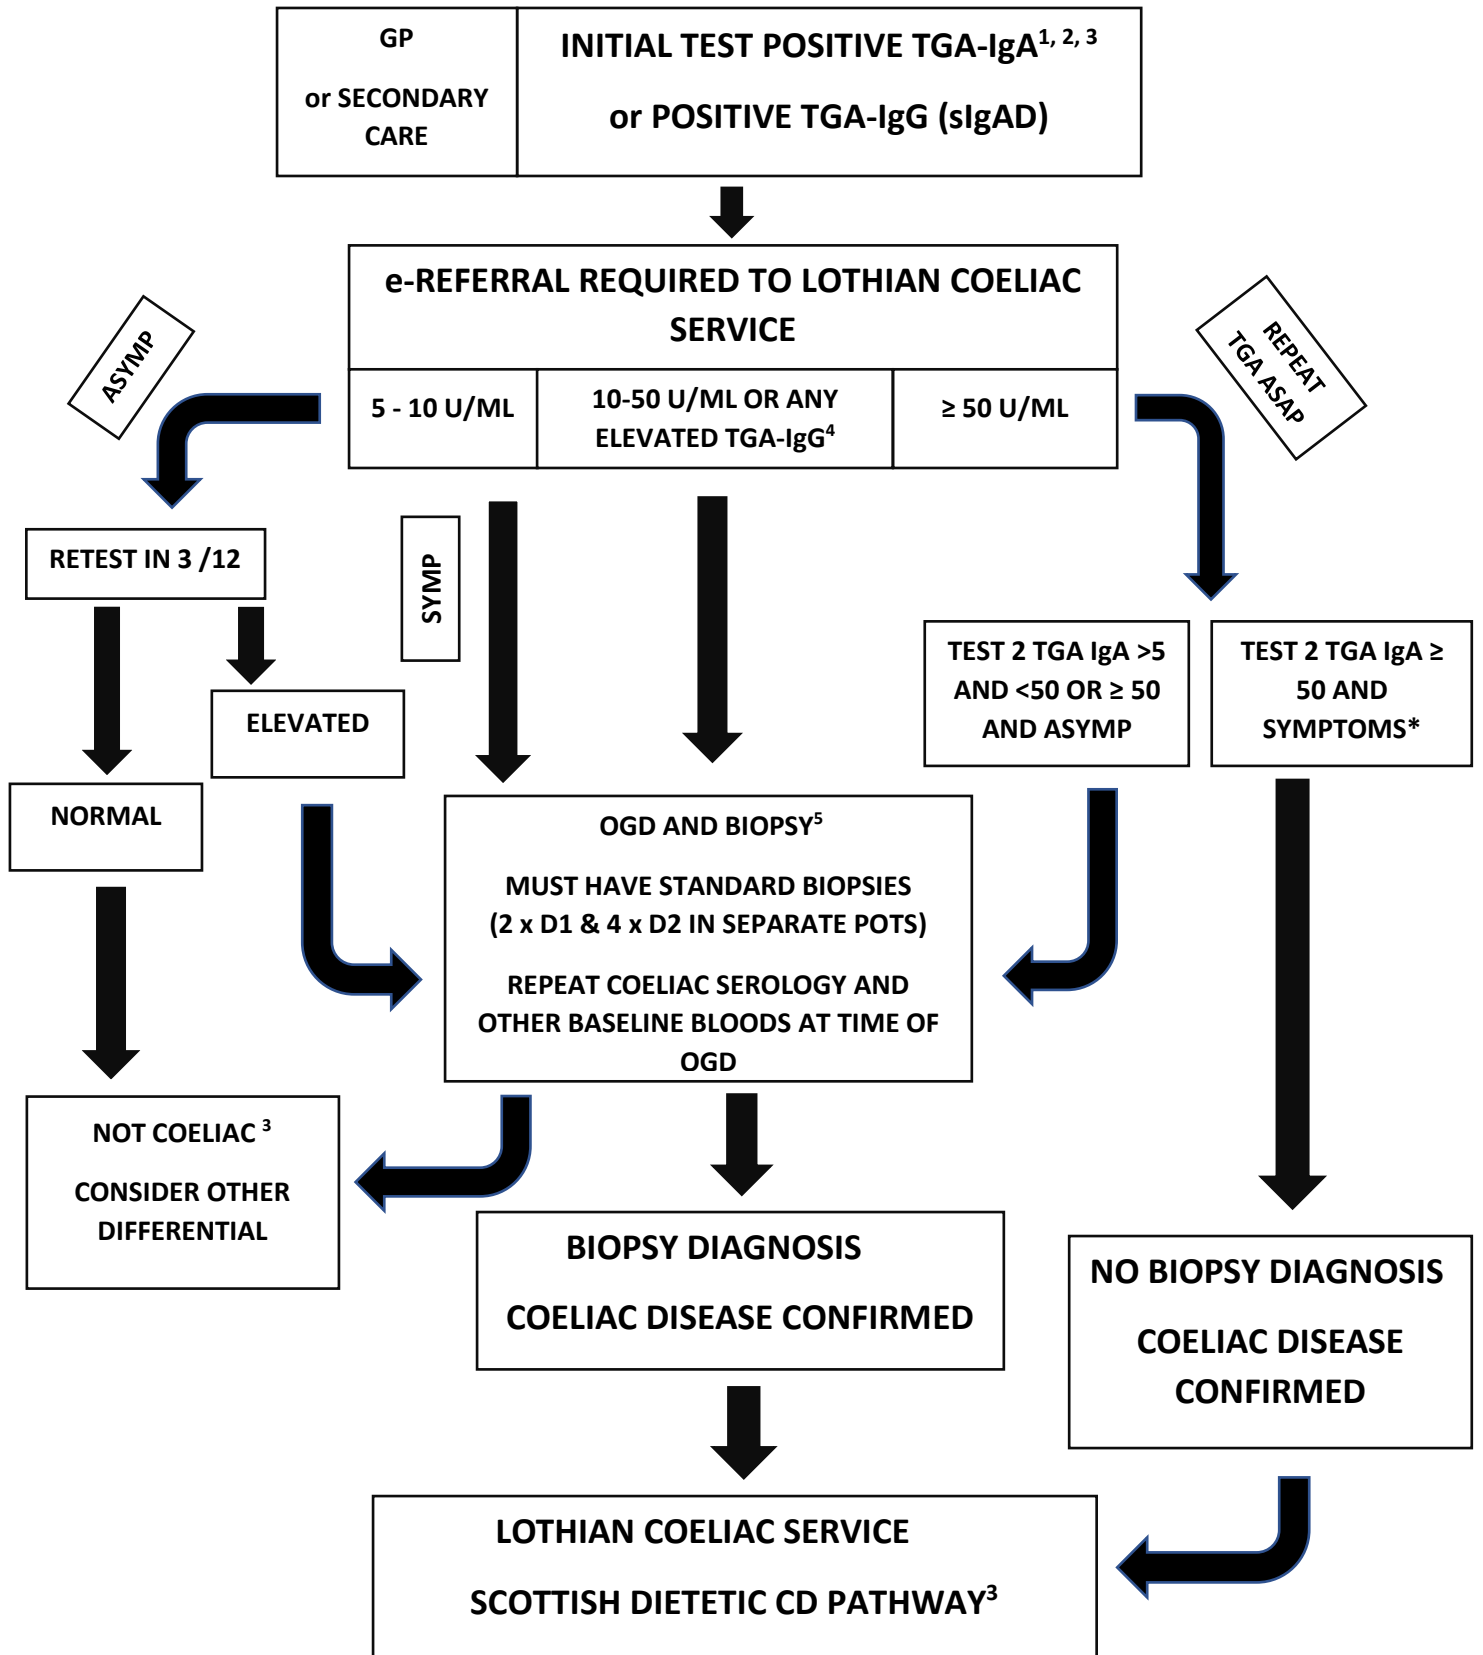 GP
or SECONDARY
CARE
INITIAL TEST POSITIVE TGA-IgA1, 2, 3
or POSITIVE TGA-IgG (sIgAD)
e-REFERRAL REQUIRED TO LOTHIAN COELIAC
SERVICE
ASYMP
REPEAT
TGA ASAP
5 - 10 U/ML
10-50 U/ML OR ANY
ELEVATED TGA-IgG4
≥ 50 U/ML
RETEST IN 3 /12
SYMP
TEST 2 TGA IgA >5
AND <50 OR ≥ 50
AND ASYMP
TEST 2 TGA IgA ≥
50 AND
SYMPTOMS*
ELEVATED
NORMAL
OGD AND BIOPSY5
MUST HAVE STANDARD BIOPSIES
(2 x D1 & 4 x D2 IN SEPARATE POTS)
REPEAT COELIAC SEROLOGY AND
OTHER BASELINE BLOODS AT TIME OF
OGD
NOT COELIAC 3
CONSIDER OTHER
DIFFERENTIAL
BIOPSY DIAGNOSIS
COELIAC DISEASE CONFIRMED
NO BIOPSY DIAGNOSIS
COELIAC DISEASE
CONFIRMED
LOTHIAN COELIAC SERVICE
SCOTTISH DIETETIC CD PATHWAY3